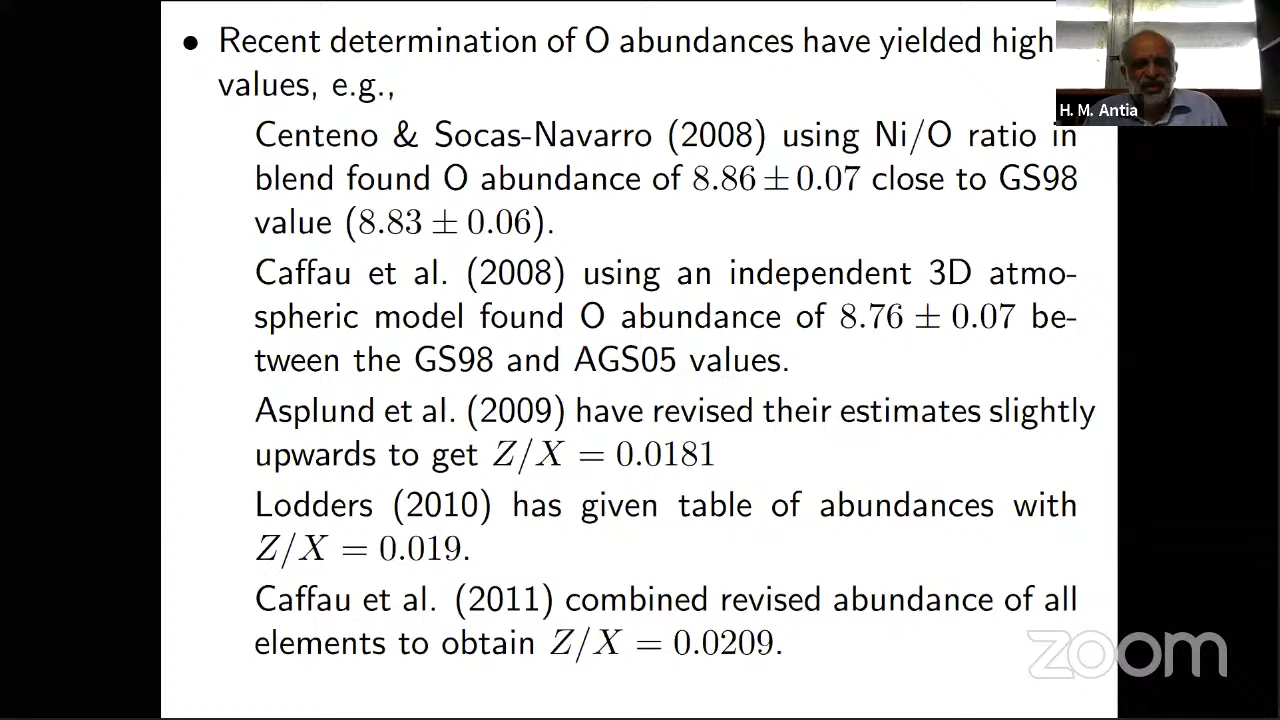 • Recent determination of O abundances have yielded high
values, e.g.,
Centeno & Socas-Navarro (2008) using Ni/O ratio in
blend found O abundance of 8.86 ± 0.07 close to GS98
value (8.83 ± 0.06).
Caffau et al. (2008) using an independent 3D atmo-
spheric model found O abundance of 8.76 ± 0.07 be-
tween the GS98 and AGS05 values.
Asplund et al. (2009) have revised their estimates slightly
upwards to get Z/X = 0.0181
Lodders (2010) has given table of abundances with
Z/X = 0.019.
Caffau et al. (2011) combined revised abundance of all
elements to obtain Z/X = 0.0209.
H. M. Antia
zoom